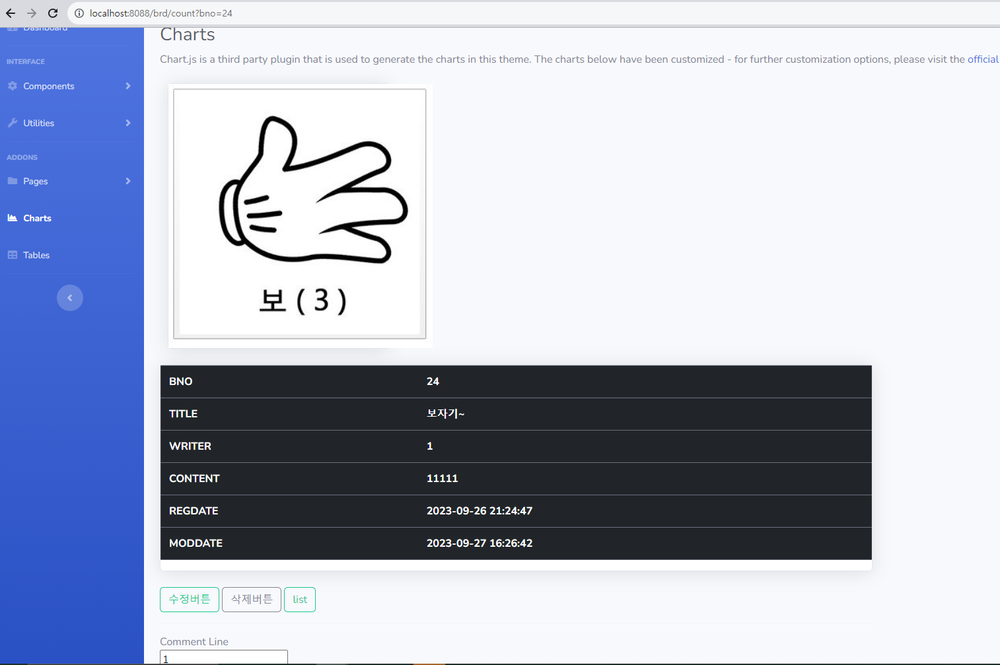 localhost:8088/brd/count?bno=24
Dashboard
INTERFACE
Components
Utilities
ADDONS
Pages
Charts
Tables
Charts
Chart.js is a third party plugin that is used to generate the charts in this theme. The charts below have been customized - for further customization options, please visit the official
보 ( 3 )
BNO 24
TITLE 보자기~
WRITER 1
CONTENT 11111
REGDATE 2023-09-26 21:24:47
MODDATE 2023-09-27 16:26:42
수정버튼 삭제버튼 list
Comment Line
1